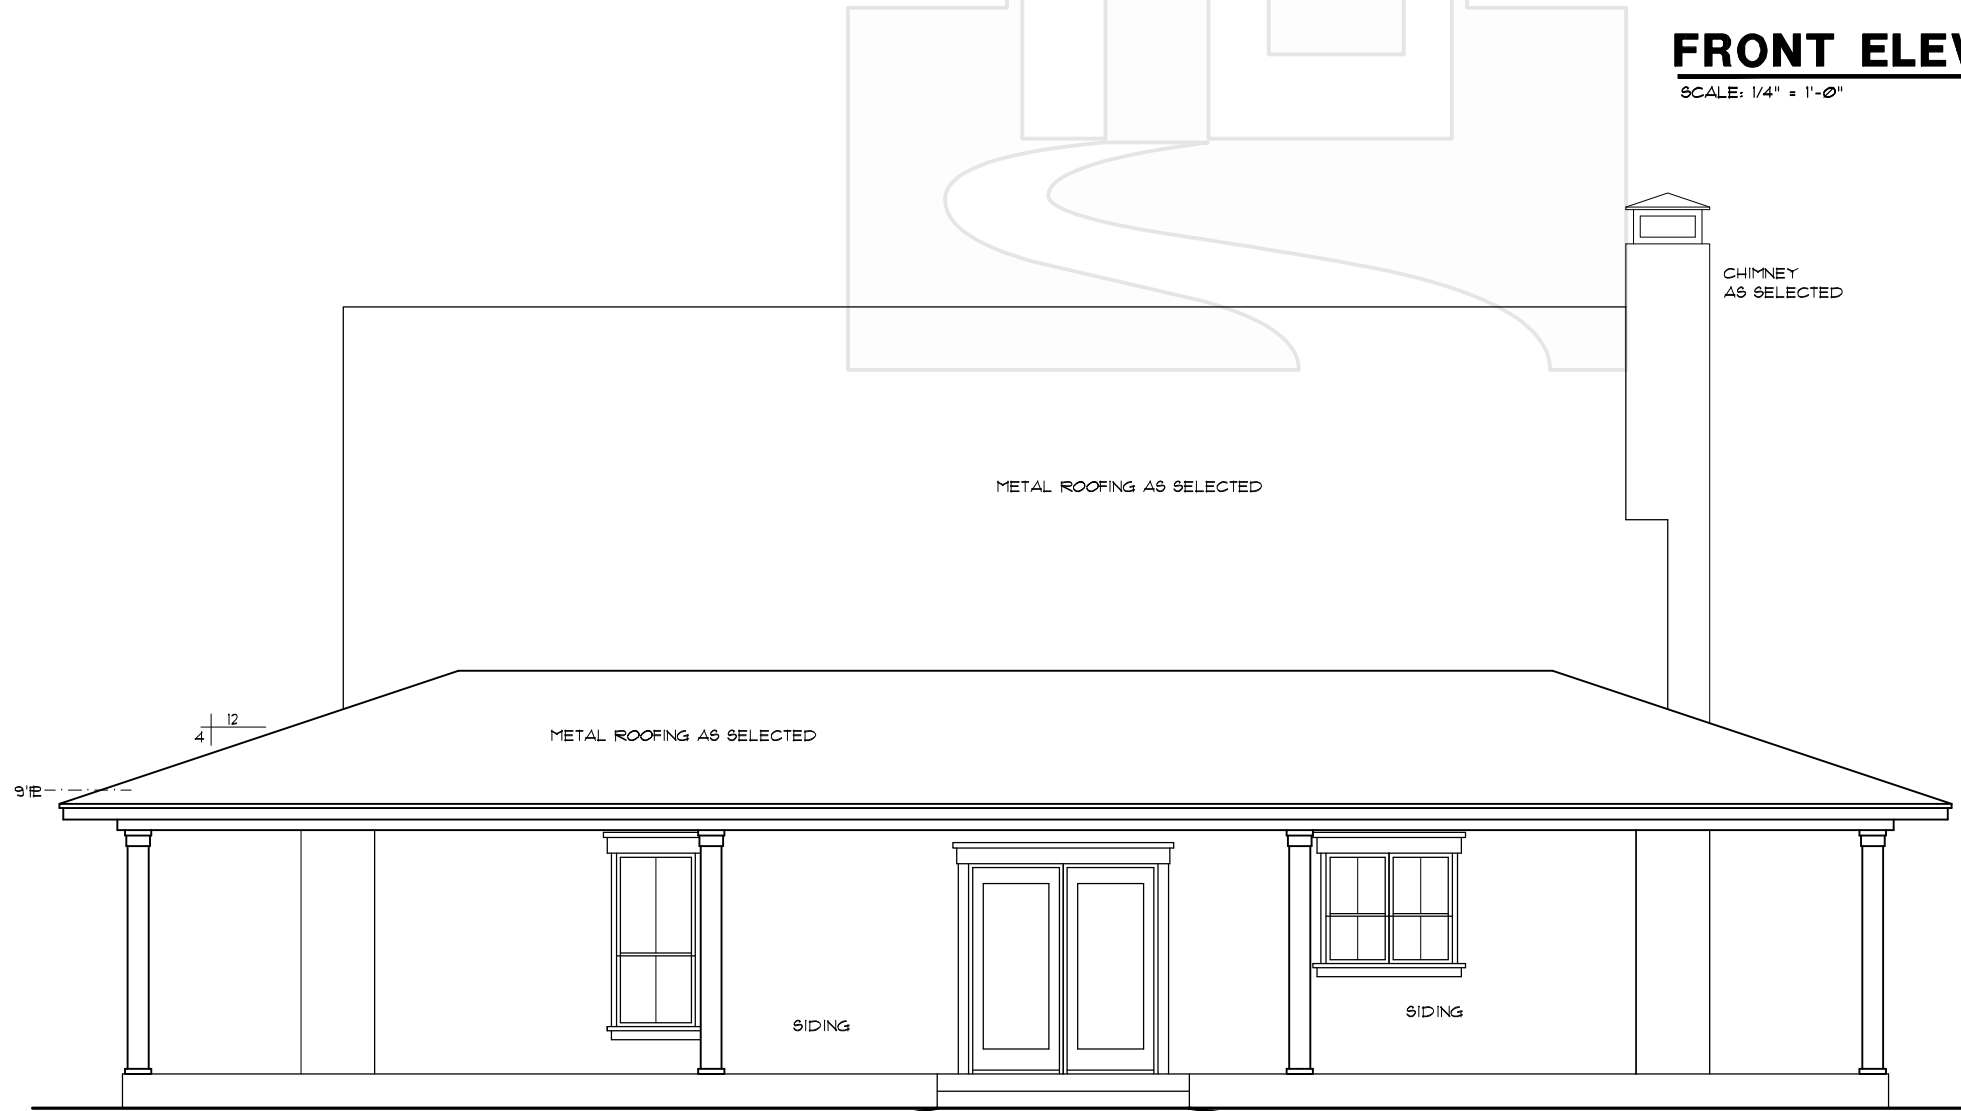 FRONT ELEV
SCALE: 1/4" = 1'-0"
CHIMNEY
AS SELECTED
METAL ROOFING AS SELECTED
12
4
METAL ROOFING AS SELECTED
SIDING
SIDING